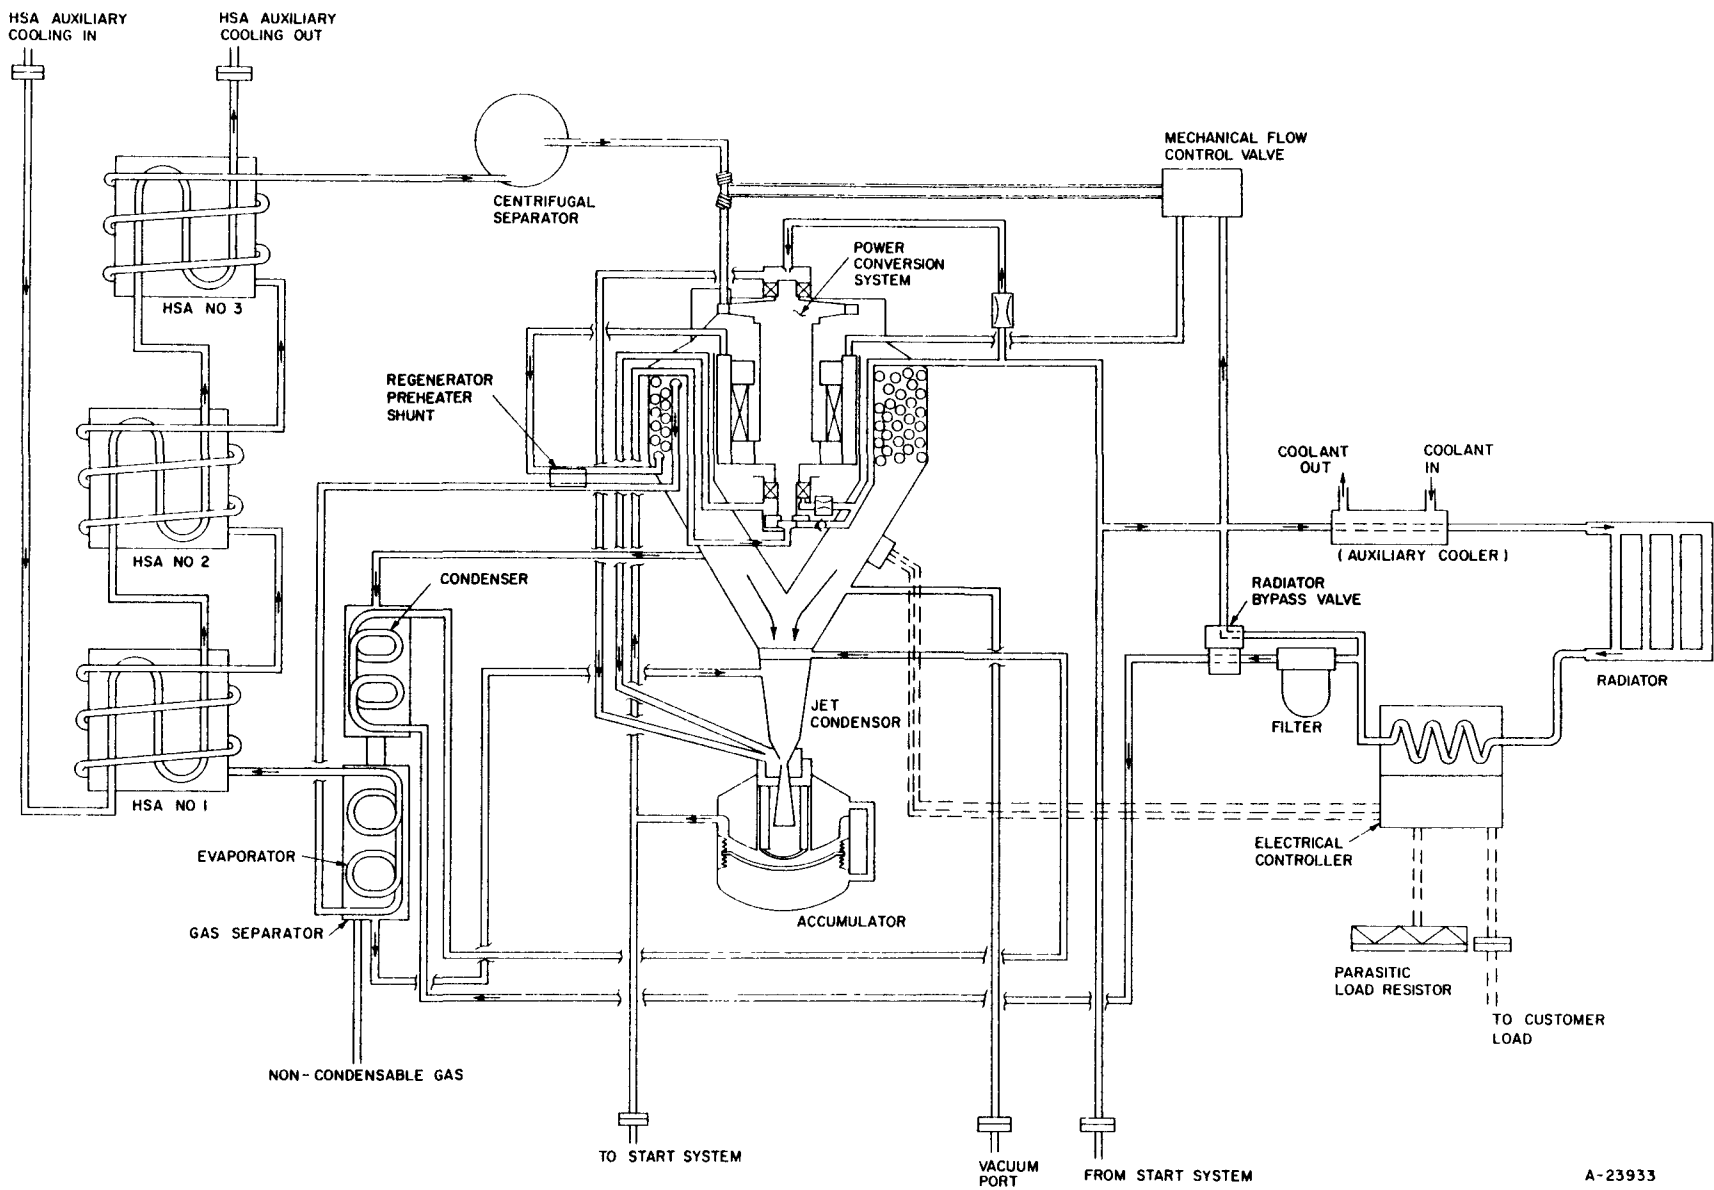 HSA AUXILIARY
COOLING IN
HSA AUXILIARY
COOLING OUT
MECHANICAL FLOW
CONTROL VALVE
CENTRIFUGAL
SEPARATOR
POWER
CONVERSION
SYSTEM
HSA NO 3
REGENERATOR
PREHEATER
SHUNT
COOLANT
OUT
COOLANT
IN
HSA NO 2
(AUXILIARY COOLER)
CONDENSER
RADIATOR
BYPASS VALVE
RADIATOR
JET
CONDENSOR
FILTER
HSA NO 1
EVAPORATOR
ELECTRICAL
CONTROLLER
GAS SEPARATOR
ACCUMULATOR
PARASITIC
LOAD RESISTOR
TO CUSTOMER
LOAD
NON-CONDENSABLE GAS
TO START SYSTEM
VACUUM
PORT
FROM START SYSTEM
A-23933